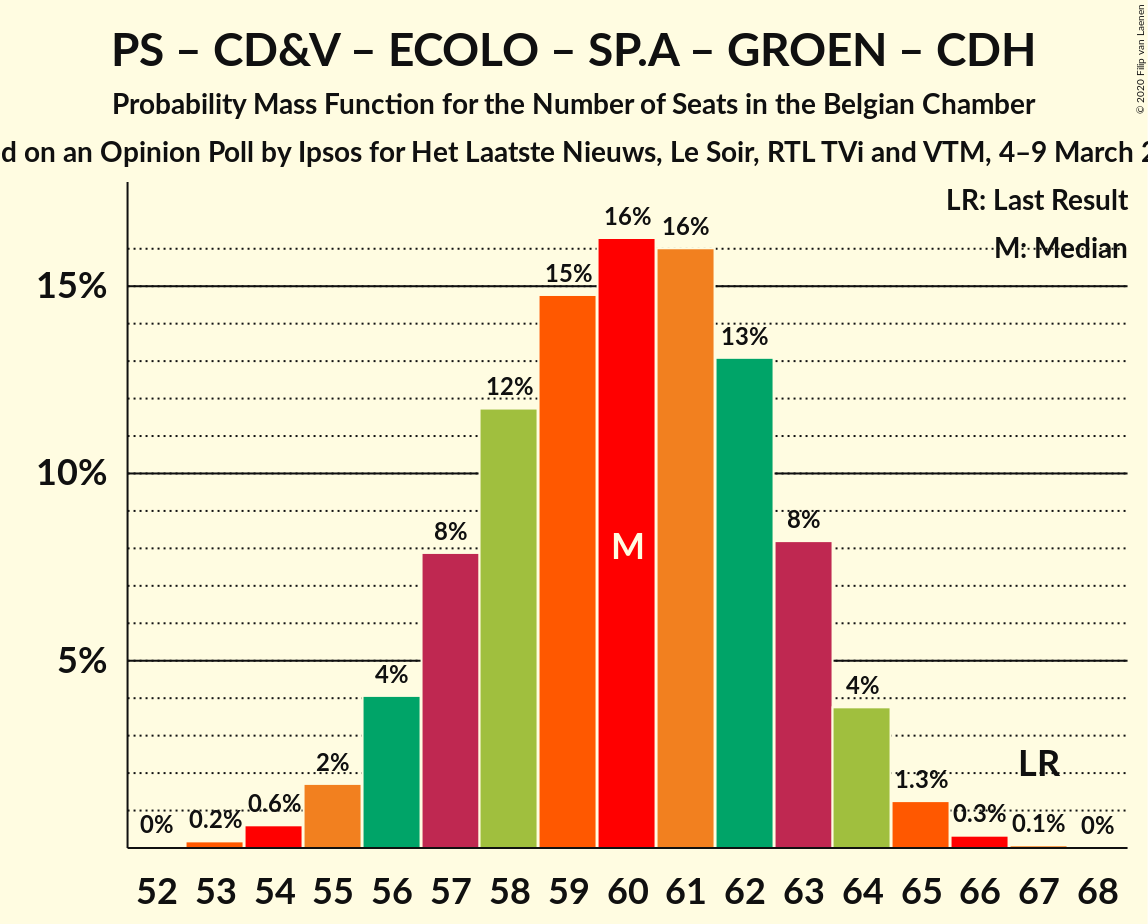 PS – CD&V – ECOLO – SP.A – GROEN – CDH
Probability Mass Function for the Number of Seats in the Belgian Chamber
d on an Opinion Poll by Ipsos for Het Laatste Nieuws, Le Soir, RTL TVi and VTM, 4–9 March 2
© 2020 Filip van Laenen
LR: Last Result
M: Median
15%
10%
5%
0% 0.2% 0.6% 2% 4% 8% 12% 15% 16% 16% 13% 8% 4% 1.3% 0.3% 0.1% 0%
M
LR
52 53 54 55 56 57 58 59 60 61 62 63 64 65 66 67 68